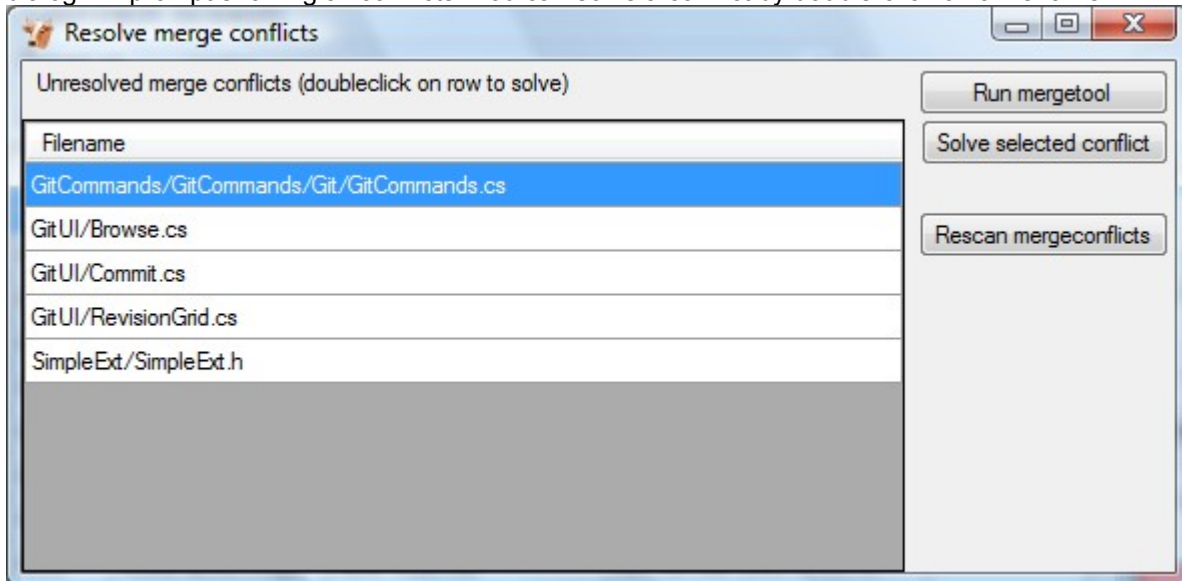 Resolve merge conflicts
Unresolved merge conflicts (doubleclick on row to solve)
Run mergetool
Filename
Solve selected conflict
GitCommands/GitCommands/Git/GitCommands.cs
GitUI/Browse.cs
Rescan mergeconflicts
GitUI/Commit.cs
GitUI/RevisionGrid.cs
SimpleExt/SimpleExt.h